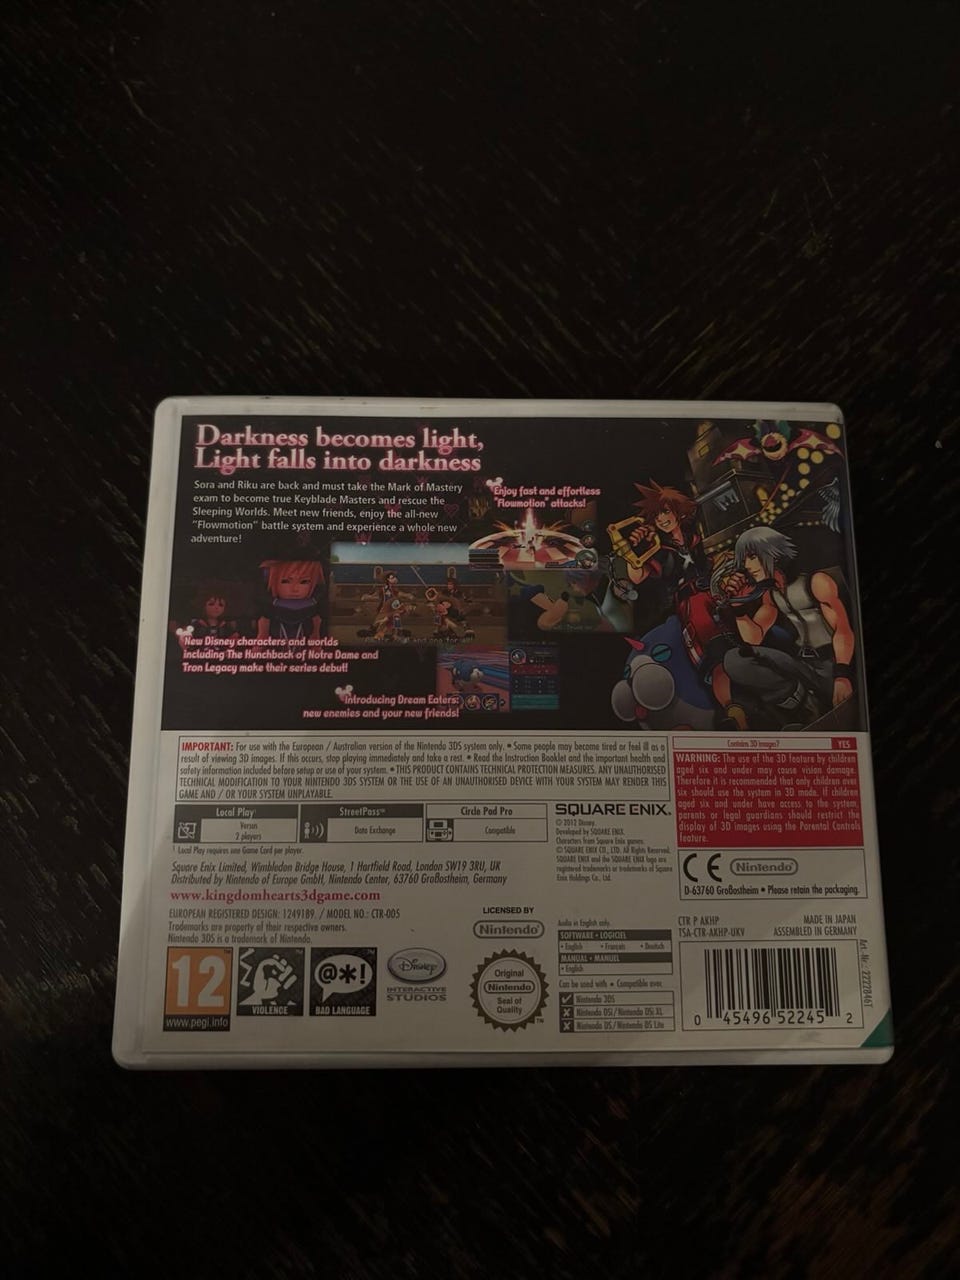 Darkness becomes light,
Light falls into darkness
Sora and Riku are back and must take the Mark of Mastery
exam to become true Keyblade Masters and rescue the
Sleeping Worlds. Meet new friends, enjoy the all-new
"Flowmotion" battle system and experience a whole new
adventure!
Enjoy fast and effortless
"Flowmotion" attacks!
New Disney characters and worlds
including The Hunchback of Notre Dame and
Tron Legacy make their series debut!
Introducing Dream Eaters:
new enemies and your new friends!
IMPORTANT: For use with the European / Australian version of the Nintendo 3DS system only. • Some people may become tired or feel ill as a
result of viewing 3D images. If this occurs, stop playing immediately and take a rest. • Read the Instruction Booklet and the important health and
safety information included before setup or use of your system. • THIS PRODUCT CONTAINS TECHNICAL PROTECTION MEASURES. ANY UNAUTHORISED
TECHNICAL MODIFICATION TO YOUR NINTENDO 3DS SYSTEM OR THE USE OF AN UNAUTHORISED DEVICE WITH YOUR SYSTEM MAY RENDER THIS
GAME AND / OR YOUR SYSTEM UNPLAYABLE.
Contains 3D images? YES
WARNING: The use of the 3D feature by children
aged six and under may cause vision damage.
Therefore it is recommended that only children over
six should use the system in 3D mode. If children
aged six and under have access to the system,
parents or legal guardians should restrict the
display of 3D images using the Parental Controls
feature.
Local Play¹
Versus
2 players
StreetPass™
Data Exchange
Circle Pad Pro
Compatible
¹ Local Play requires one Game Card per player.
SQUARE ENIX.
© 2012 Disney.
Developed by SQUARE ENIX.
Characters from Square Enix games:
© SQUARE ENIX CO., LTD. All Rights Reserved.
SQUARE ENIX and the SQUARE ENIX logo are
registered trademarks or trademarks of Square
Enix Holdings Co., Ltd.
Square Enix Limited, Wimbledon Bridge House, 1 Hartfield Road, London SW19 3RU, UK
Distributed by Nintendo of Europe GmbH, Nintendo Center, 63760 Großostheim, Germany
www.kingdomhearts3dgame.com
CE Nintendo
D-63760 Großostheim • Please retain the packaging.
EUROPEAN REGISTERED DESIGN: 1249189. / MODEL NO.: CTR-005
Trademarks are property of their respective owners.
Nintendo 3DS is a trademark of Nintendo.
LICENSED BY
Nintendo
Audio in English only.
SOFTWARE • LOGICIEL
• English • Français • Deutsch
MANUAL • MANUEL
• English
Can be used with • Compatible avec
Nintendo 3DS
Nintendo DSi/Nintendo DSi XL
Nintendo DS/Nintendo DS Lite
CTR P AKHP
TSA-CTR-AKHP-UKV
MADE IN JAPAN
ASSEMBLED IN GERMANY
Art.-Nr. 2222846T
12
www.pegi.info
VIOLENCE
@*!
BAD LANGUAGE
Disney
INTERACTIVE
STUDIOS
Original
Nintendo
Seal of
Quality
TM
0 45496 52245 2